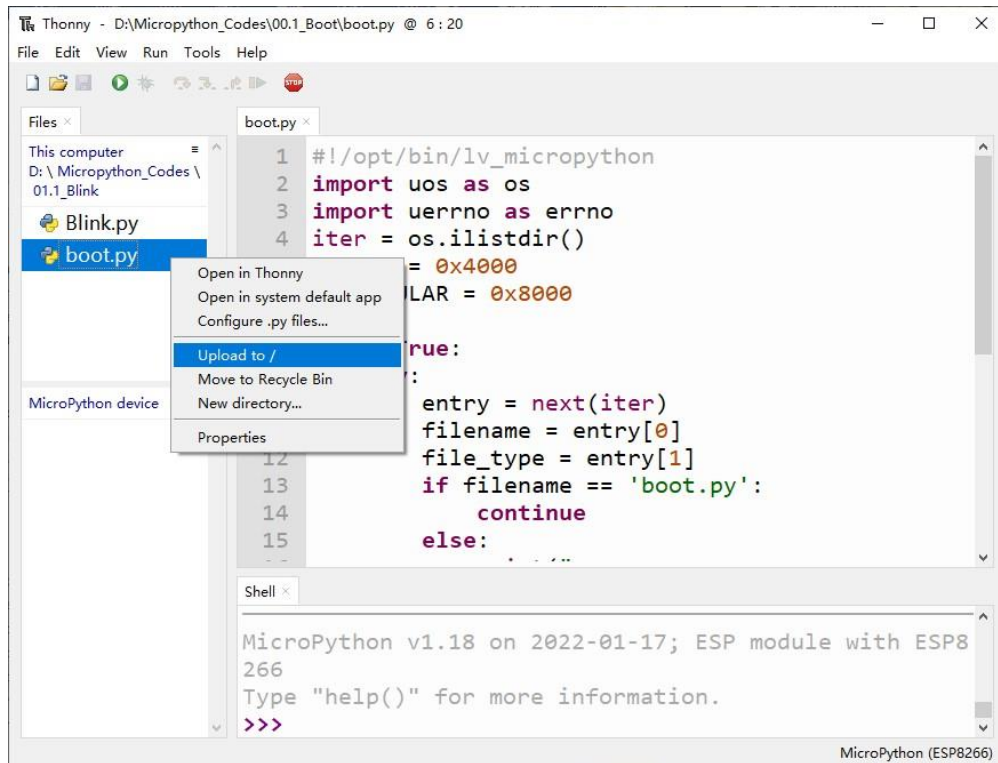 Thonny - D:\Micropython_Codes\00.1_Boot\boot.py @ 6 : 20
File Edit View Run Tools Help
STOP
Files
This computer
D: \ Micropython_Codes \
01.1_Blink
Blink.py
boot.py
Open in Thonny
Open in system default app
Configure .py files...
Upload to /
Move to Recycle Bin
New directory...
Properties
MicroPython device
boot.py
1 #!/opt/bin/lv_micropython
2 import uos as os
3 import uerrno as errno
4 iter = os.ilistdir()
= 0x4000
LAR = 0x8000
rue:
:
entry = next(iter)
filename = entry[0]
12 file_type = entry[1]
13 if filename == 'boot.py':
14 continue
15 else:
Shell
MicroPython v1.18 on 2022-01-17; ESP module with ESP8
266
Type "help()" for more information.
>>>
MicroPython (ESP8266)